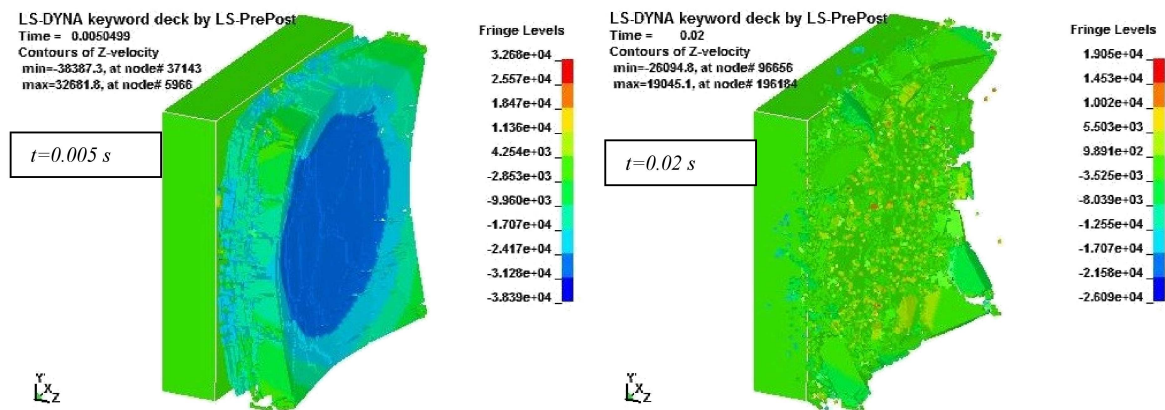 LS-DYNA keyword deck by LS-PrePost
Time = 0.0050499
Contours of Z-velocity
min=-38387.3, at node# 37143
max=32681.8, at node# 5966
t=0.005 s
Fringe Levels
3.268e+04
2.557e+04
1.847e+04
1.136e+04
4.254e+03
-2.853e+03
-9.960e+03
-1.707e+04
-2.417e+04
-3.128e+04
-3.839e+04
Y
X
Z
LS-DYNA keyword deck by LS-PrePost
Time = 0.02
Contours of Z-velocity
min=-26094.8, at node# 96656
max=19045.1, at node# 196184
t=0.02 s
Fringe Levels
1.905e+04
1.453e+04
1.002e+04
5.503e+03
9.891e+02
-3.525e+03
-8.039e+03
-1.255e+04
-1.707e+04
-2.158e+04
-2.609e+04
Y
X
Z